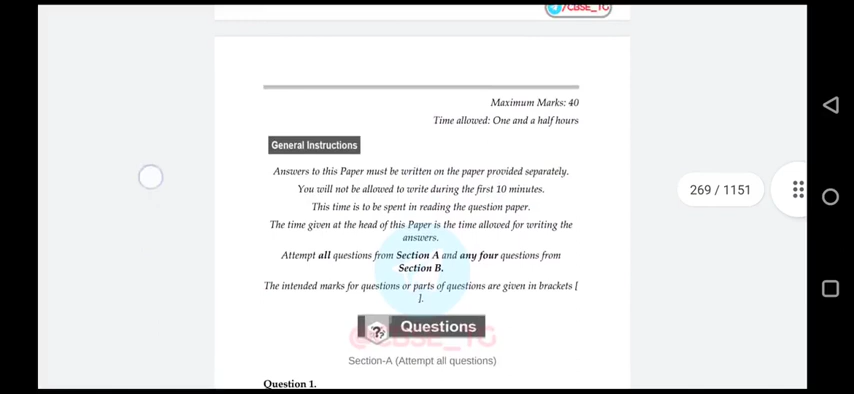 /CBSE_TG
Maximum Marks: 40
Time allowed: One and a half hours
General Instructions
Answers to this Paper must be written on the paper provided separately.
You will not be allowed to write during the first 10 minutes.
This time is to be spent in reading the question paper.
The time given at the head of this Paper is the time allowed for writing the
answers.
Attempt all questions from Section A and any four questions from
Section B.
The intended marks for questions or parts of questions are given in brackets [
].
Questions
@CBSE_TG
Section-A (Attempt all questions)
Question 1.
269 / 1151